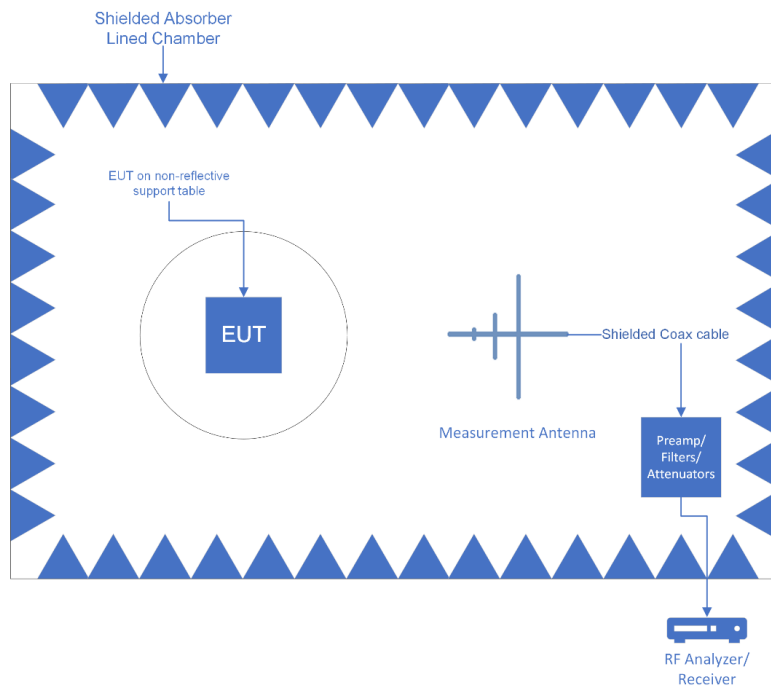 Shielded Absorber
Lined Chamber
EUT on non-reflective
support table
EUT
Shielded Coax cable
Measurement Antenna
Preamp/
Filters/
Attenuators
RF Analyzer/
Receiver